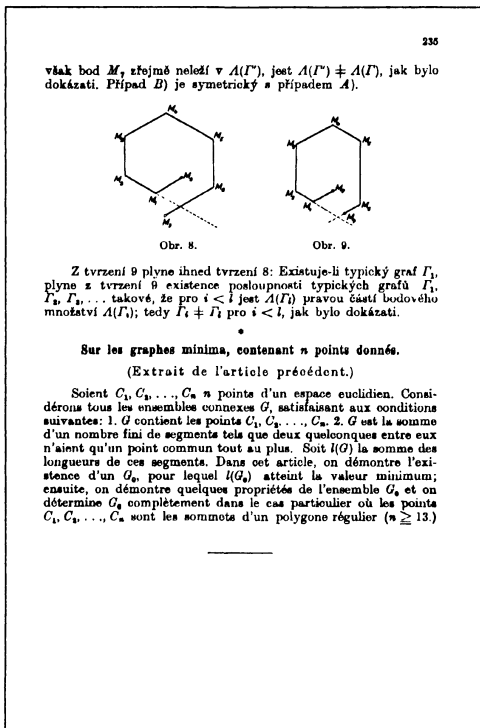 235
však bod M₇ zřejmě neleží v Λ(Γ'), jest Λ(Γ') ≠ Λ(Γ), jak bylo
dokázati. Případ B) je symetrický s případem A).
Obr. 8.
Obr. 9.
Z tvrzení 9 plyne ihned tvrzení 8: Existuje-li typický graf Γ₁,
plyne z tvrzení 9 existence posloupnosti typických grafů Γ₁,
Γ₂, Γ₃, . . . takové, že pro i < l jest Λ(Γₗ) pravou částí bodového
množství Λ(Γᵢ); tedy Γᵢ ≠ Γₗ pro i < l, jak bylo dokázati.
*
Sur les graphes minima, contenant n points donnés.
(Extrait de l'article précédent.)
Soient C₁, C₂, . . ., Cₙ n points d'un espace euclidien. Consi-
dérons tous les ensembles connexes G, satisfaisant aux conditions
suivantes: 1. G contient les points C₁, C₂, . . ., Cₙ. 2. G est la somme
d'un nombre fini de segments tels que deux quelconques entre eux
n'aient qu'un point commun tout au plus. Soit l(G) la somme des
longueurs de ces segments. Dans cet article, on démontre l'exi-
stence d'un G₀, pour lequel l(G₀) atteint la valeur minimum;
ensuite, on démontre quelques propriétés de l'ensemble G₀ et on
détermine G₀ complètement dans le cas particulier où les points
C₁, C₂, . . ., Cₙ sont les sommets d'un polygone régulier (n ≧ 13.)